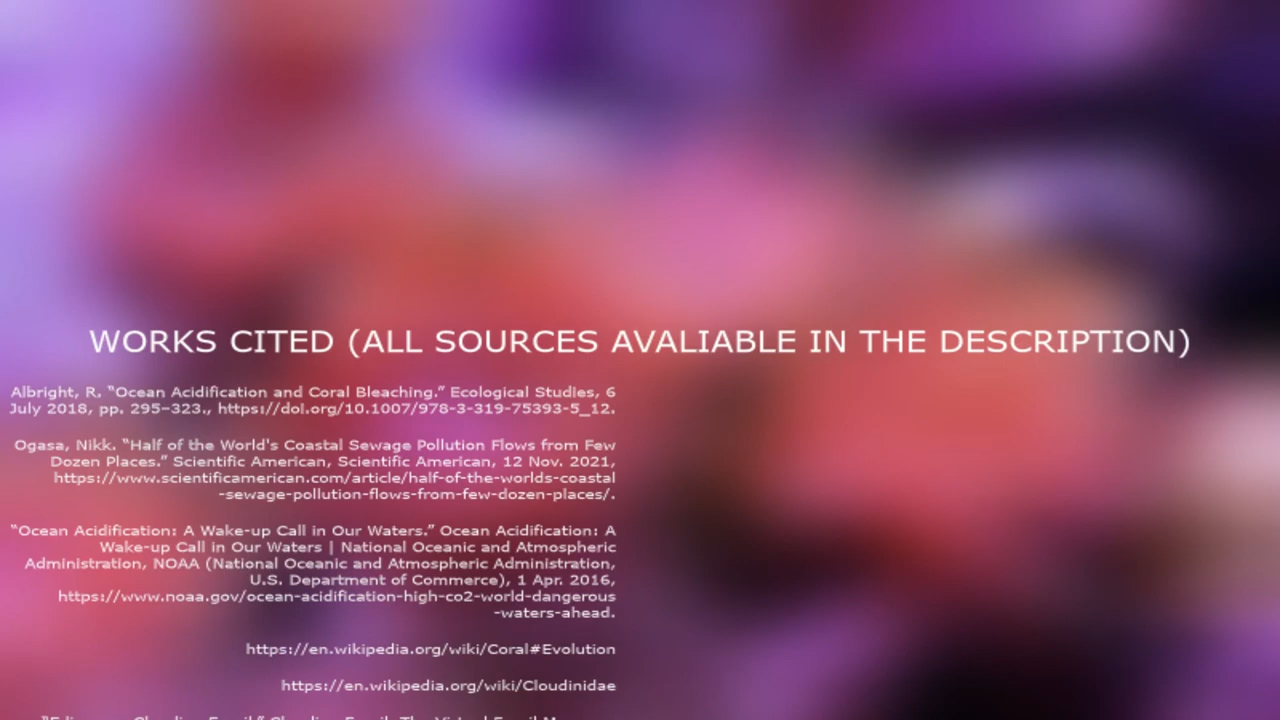 WORKS CITED (ALL SOURCES AVALIABLE IN THE DESCRIPTION)
Albright, R. “Ocean Acidification and Coral Bleaching.” Ecological Studies, 6
July 2018, pp. 295–323., https://doi.org/10.1007/978-3-319-75393-5_12.
Ogasa, Nikk. “Half of the World's Coastal Sewage Pollution Flows from Few
Dozen Places.” Scientific American, Scientific American, 12 Nov. 2021,
https://www.scientificamerican.com/article/half-of-the-worlds-coastal
-sewage-pollution-flows-from-few-dozen-places/.
“Ocean Acidification: A Wake-up Call in Our Waters.” Ocean Acidification: A
Wake-up Call in Our Waters | National Oceanic and Atmospheric
Administration, NOAA (National Oceanic and Atmospheric Administration,
U.S. Department of Commerce), 1 Apr. 2016,
https://www.noaa.gov/ocean-acidification-high-co2-world-dangerous
-waters-ahead.
https://en.wikipedia.org/wiki/Coral#Evolution
https://en.wikipedia.org/wiki/Cloudinidae